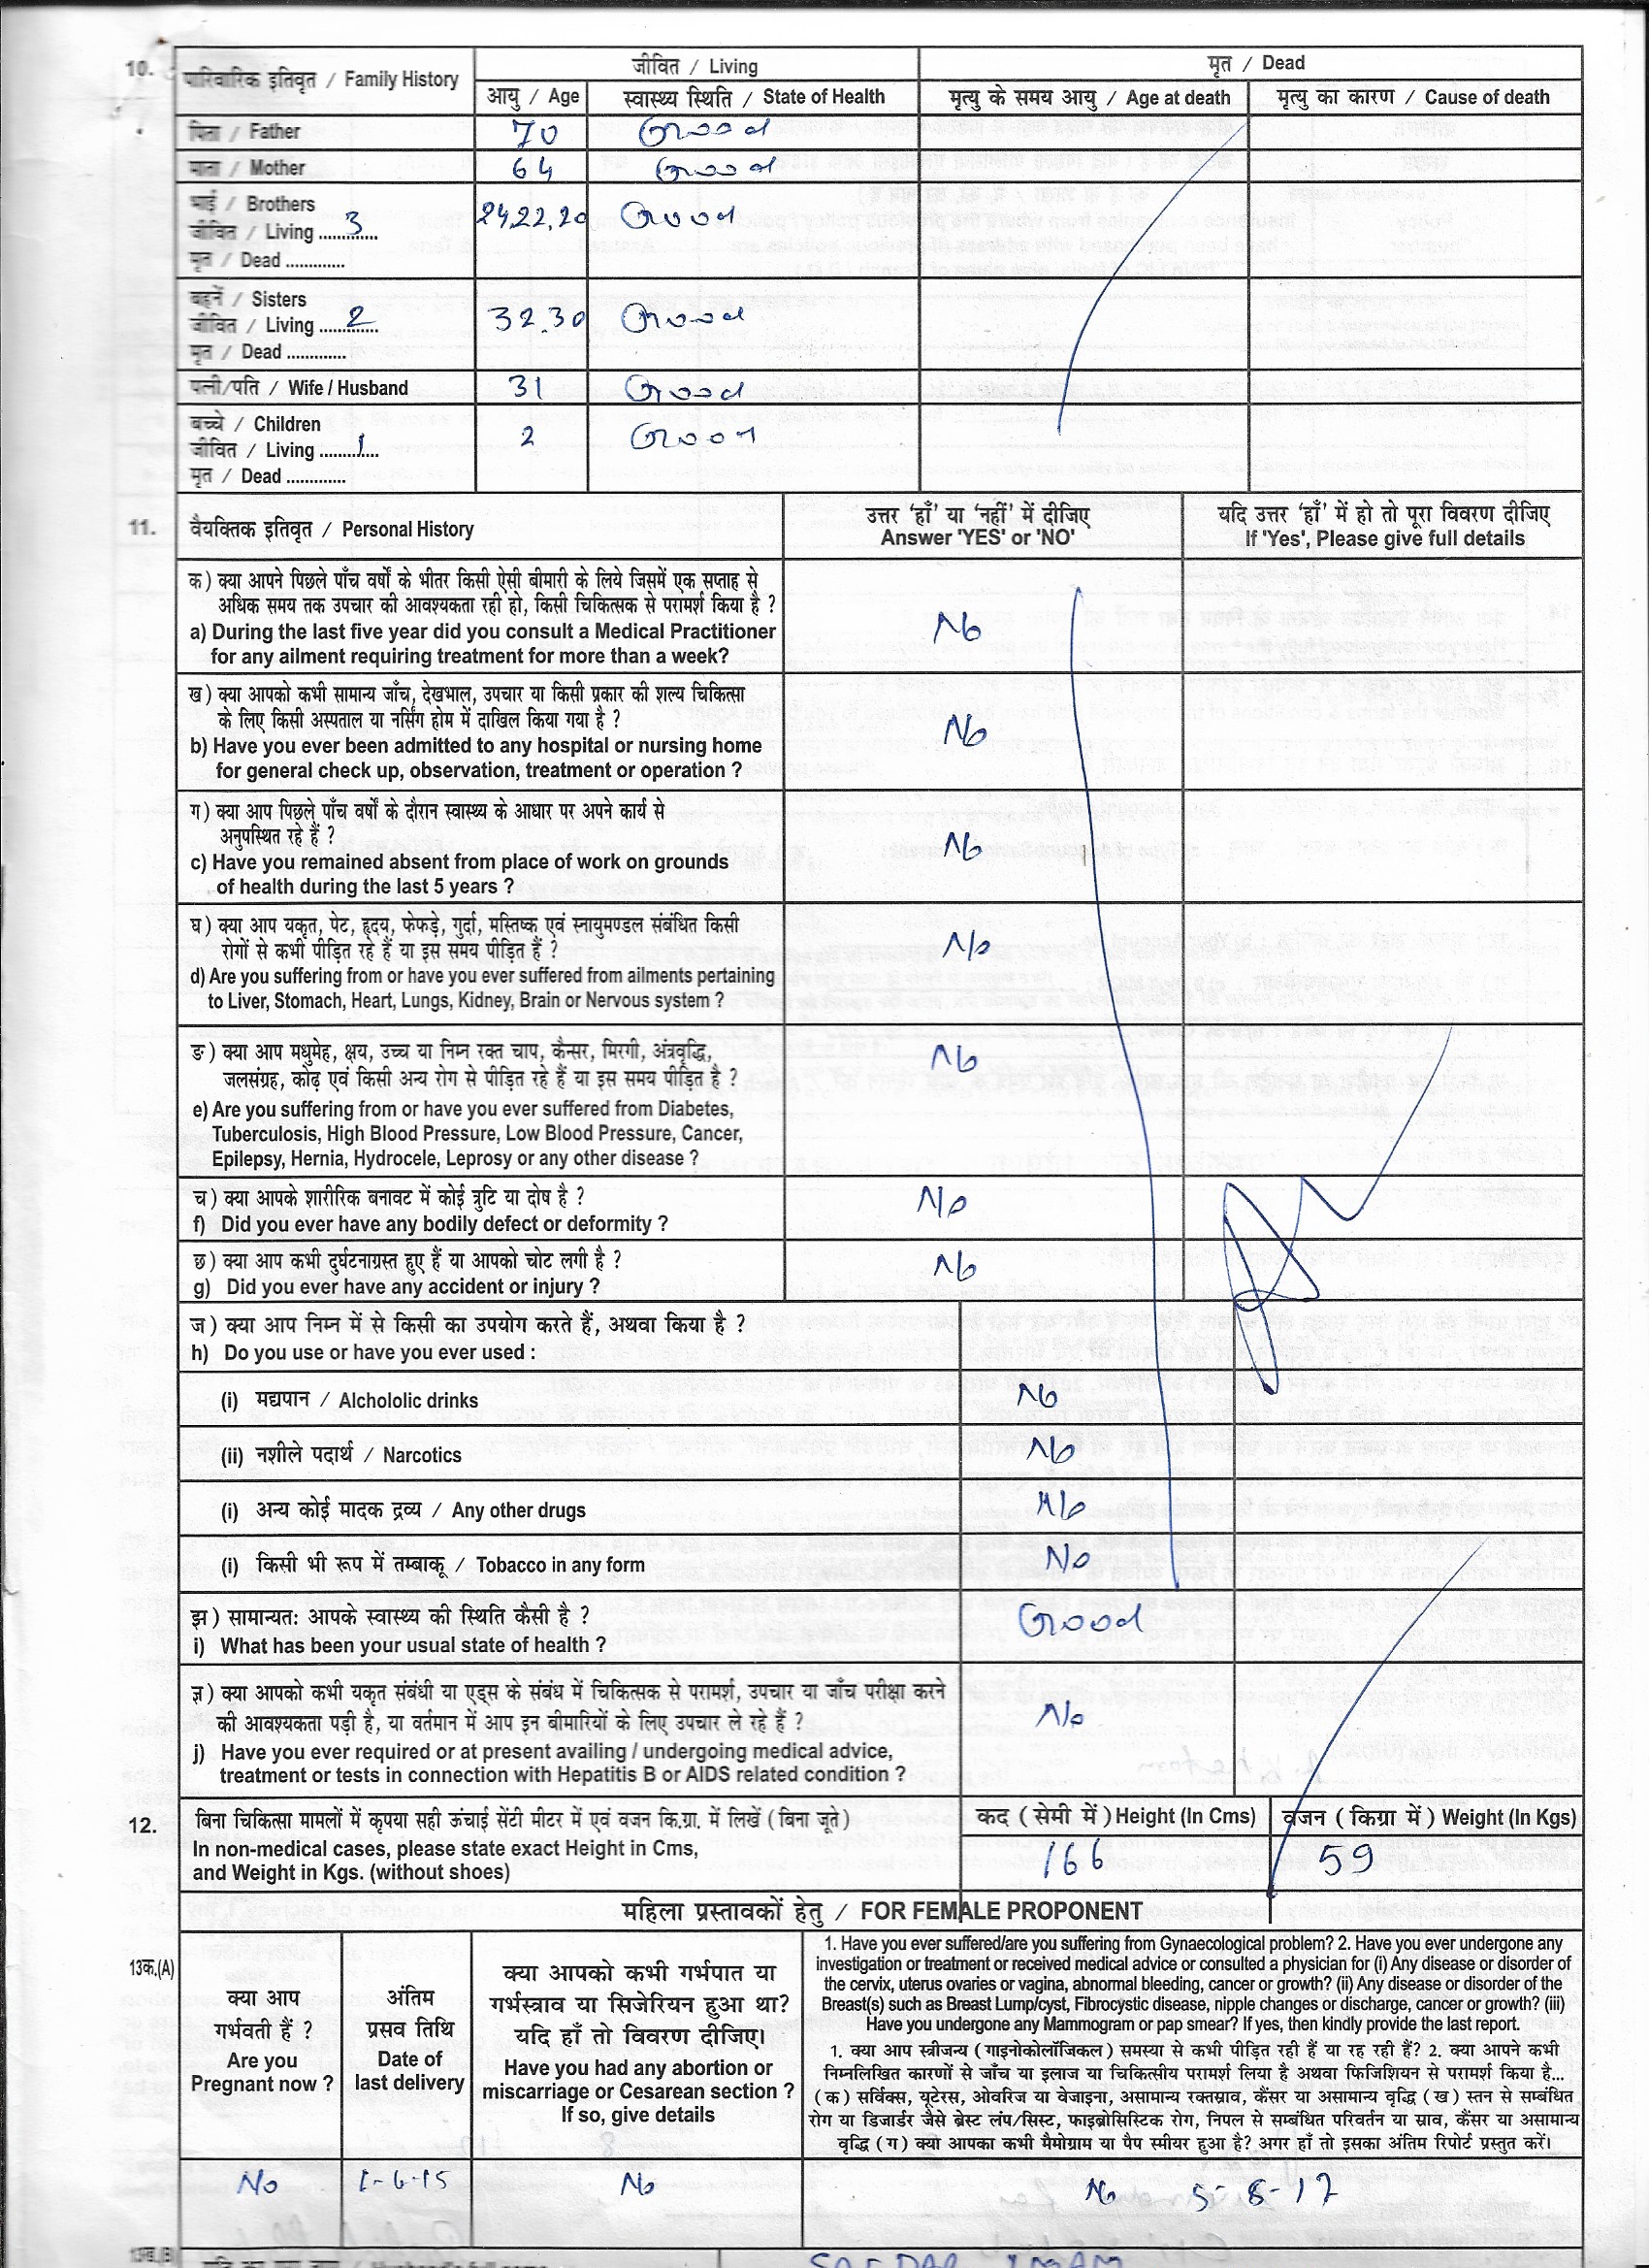 10.
पारिवारिक इतिवृत / Family History
जीवित / Living
मृत / Dead
आयु / Age
स्वास्थ्य स्थिति / State of Health
मृत्यु के समय आयु / Age at death
मृत्यु का कारण / Cause of death
पिता / Father 70 Good
माता / Mother 64 Good
भाई / Brothers
जीवित / Living ....3.... 24,22,20 Good
मृत / Dead .............
बहनें / Sisters
जीवित / Living ....2.... 32.30 Good
मृत / Dead .............
पत्नी/पति / Wife / Husband 31 Good
बच्चे / Children
जीवित / Living ....1.... 2 Good
मृत / Dead .............
11. वैयक्तिक इतिवृत / Personal History
उत्तर 'हाँ' या 'नहीं' में दीजिए
Answer 'YES' or 'NO'
यदि उत्तर 'हाँ' में हो तो पूरा विवरण दीजिए
If 'Yes', Please give full details
क) क्या आपने पिछले पाँच वर्षों के भीतर किसी ऐसी बीमारी के लिये जिसमें एक सप्ताह से
अधिक समय तक उपचार की आवश्यकता रही हो, किसी चिकित्सक से परामर्श किया है ?
a) During the last five year did you consult a Medical Practitioner
for any ailment requiring treatment for more than a week?
No
ख) क्या आपको कभी सामान्य जाँच, देखभाल, उपचार या किसी प्रकार की शल्य चिकित्सा
के लिए किसी अस्पताल या नर्सिंग होम में दाखिल किया गया है ?
b) Have you ever been admitted to any hospital or nursing home
for general check up, observation, treatment or operation ?
No
ग) क्या आप पिछले पाँच वर्षों के दौरान स्वास्थ्य के आधार पर अपने कार्य से
अनुपस्थित रहे हैं ?
c) Have you remained absent from place of work on grounds
of health during the last 5 years ?
No
घ) क्या आप यकृत, पेट, हृदय, फेफड़े, गुर्दा, मस्तिष्क एवं स्नायुमण्डल संबंधित किसी
रोगों से कभी पीड़ित रहे हैं या इस समय पीड़ित हैं ?
d) Are you suffering from or have you ever suffered from ailments pertaining
to Liver, Stomach, Heart, Lungs, Kidney, Brain or Nervous system ?
No
ङ) क्या आप मधुमेह, क्षय, उच्च या निम्न रक्त चाप, कैन्सर, मिरगी, अंत्रवृद्धि,
जलसंग्रह, कोढ़ एवं किसी अन्य रोग से पीड़ित रहे हैं या इस समय पीड़ित है ?
e) Are you suffering from or have you ever suffered from Diabetes,
Tuberculosis, High Blood Pressure, Low Blood Pressure, Cancer,
Epilepsy, Hernia, Hydrocele, Leprosy or any other disease ?
No
च) क्या आपके शारीरिक बनावट में कोई त्रुटि या दोष है ?
f) Did you ever have any bodily defect or deformity ?
No
छ) क्या आप कभी दुर्घटनाग्रस्त हुए हैं या आपको चोट लगी है ?
g) Did you ever have any accident or injury ?
No
ज) क्या आप निम्न में से किसी का उपयोग करते हैं, अथवा किया है ?
h) Do you use or have you ever used :
(i) मद्यपान / Alchololic drinks No
(ii) नशीले पदार्थ / Narcotics No
(i) अन्य कोई मादक द्रव्य / Any other drugs No
(i) किसी भी रूप में तम्बाकू / Tobacco in any form No
झ) सामान्यतः आपके स्वास्थ्य की स्थिति कैसी है ?
i) What has been your usual state of health ?
Good
ञ) क्या आपको कभी यकृत संबंधी या एड्स के संबंध में चिकित्सक से परामर्श, उपचार या जाँच परीक्षा करने
की आवश्यकता पड़ी है, या वर्तमान में आप इन बीमारियों के लिए उपचार ले रहे हैं ?
j) Have you ever required or at present availing / undergoing medical advice,
treatment or tests in connection with Hepatitis B or AIDS related condition ?
No
12. बिना चिकित्सा मामलों में कृपया सही ऊंचाई सेंटी मीटर में एवं वजन कि.ग्रा. में लिखें (बिना जूते)
In non-medical cases, please state exact Height in Cms,
and Weight in Kgs. (without shoes)
कद (सेमी में) Height (In Cms)
166
वजन (किग्रा में) Weight (In Kgs)
59
महिला प्रस्तावकों हेतु / FOR FEMALE PROPONENT
13क.(A)
क्या आप
गर्भवती हैं ?
Are you
Pregnant now ?
अंतिम
प्रसव तिथि
Date of
last delivery
क्या आपको कभी गर्भपात या
गर्भस्त्राव या सिजेरियन हुआ था?
यदि हाँ तो विवरण दीजिए।
Have you had any abortion or
miscarriage or Cesarean section ?
If so, give details
1. Have you ever suffered/are you suffering from Gynaecological problem? 2. Have you ever undergone any
investigation or treatment or received medical advice or consulted a physician for (i) Any disease or disorder of
the cervix, uterus ovaries or vagina, abnormal bleeding, cancer or growth? (ii) Any disease or disorder of the
Breast(s) such as Breast Lump/cyst, Fibrocystic disease, nipple changes or discharge, cancer or growth? (iii)
Have you undergone any Mammogram or pap smear? If yes, then kindly provide the last report.
1. क्या आप स्त्रीजन्य (गाइनोकोलॉजिकल) समस्या से कभी पीड़ित रही हैं या रह रही हैं? 2. क्या आपने कभी
निम्नलिखित कारणों से जाँच या इलाज या चिकित्सीय परामर्श लिया है अथवा फिजिशियन से परामर्श किया है...
(क) सर्विक्स, यूटेरस, ओवरिज या वेजाइना, असामान्य रक्तस्राव, कैंसर या असामान्य वृद्धि (ख) स्तन से सम्बंधित
रोग या डिजार्डर जैसे ब्रेस्ट लंप/सिस्ट, फाइब्रोसिस्टिक रोग, निपल से सम्बंधित परिवर्तन या स्राव, कैंसर या असामान्य
वृद्धि (ग) क्या आपका कभी मैमोग्राम या पैप स्मीयर हुआ है? अगर हाँ तो इसका अंतिम रिपोर्ट प्रस्तुत करें।
No 1-6-15 No No 5-8-17
13ख.(B)
SAFDAR IMAM